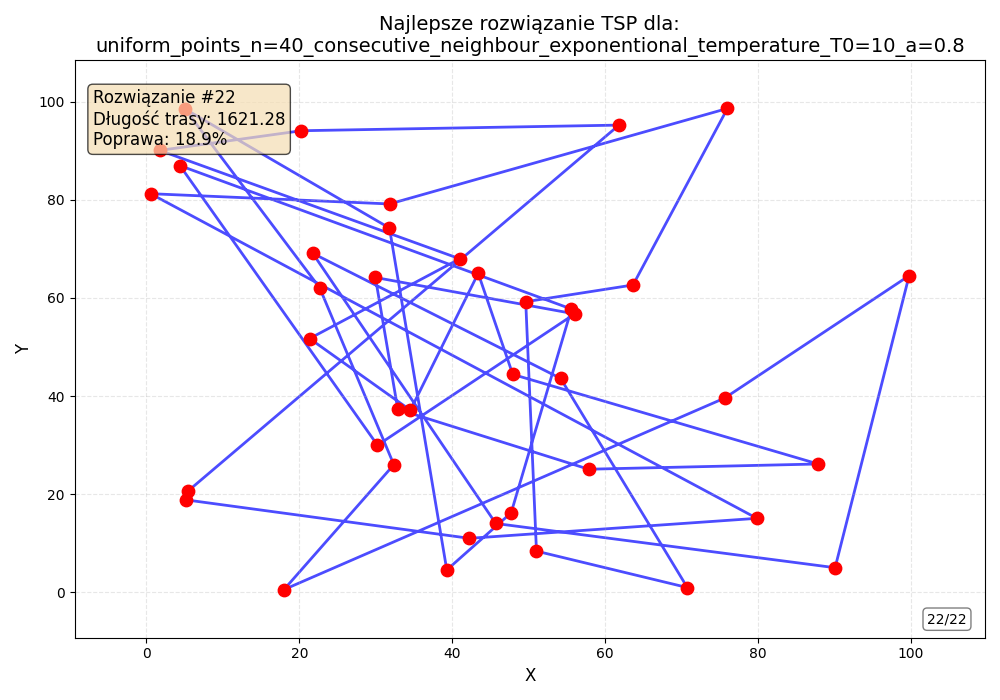 Najlepsze rozwiązanie TSP dla:
uniform_points_n=40_consecutive_neighbour_exponentional_temperature_T0=10_a=0.8
Rozwiązanie #22
Długość trasy: 1621.28
Poprawa: 18.9%
100
80
60
40
20
0
Y
0 20 40 60 80 100
X
22/22